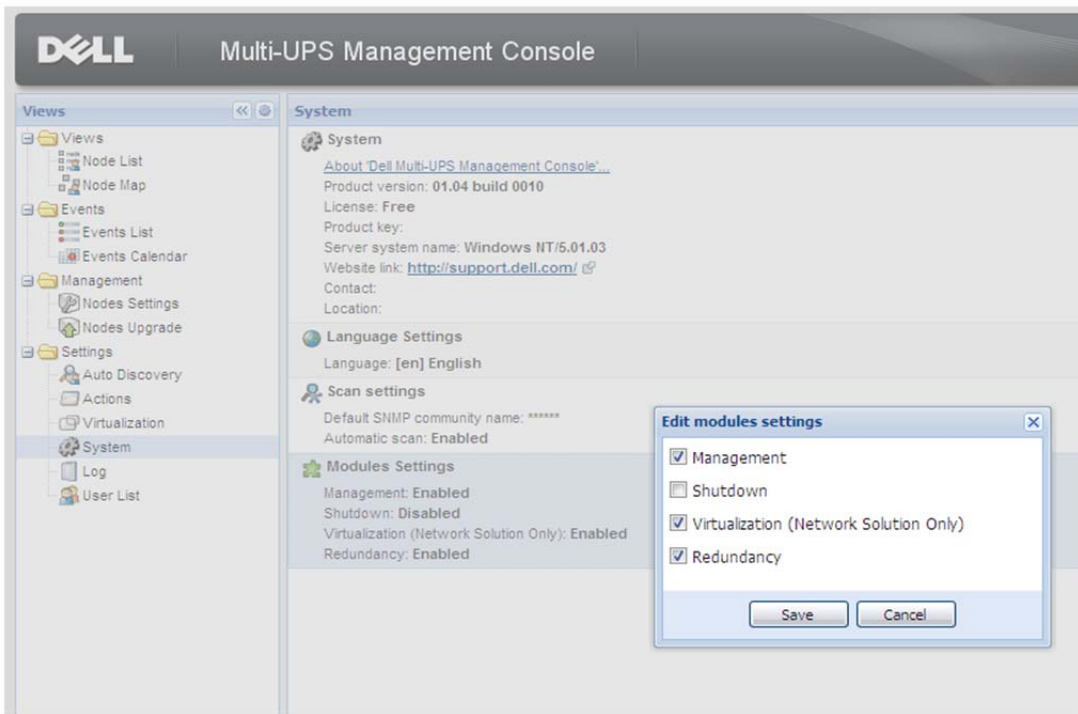 DELL
Multi-UPS Management Console
Views
System
Views
Node List
Node Map
Events
Events List
Events Calendar
Management
Nodes Settings
Nodes Upgrade
Settings
Auto Discovery
Actions
Virtualization
System
Log
User List
System
About 'Dell Multi-UPS Management Console'...
Product version: 01.04 build 0010
License: Free
Product key:
Server system name: Windows NT/5.01.03
Website link: http://support.dell.com/
Contact:
Location:
Language Settings
Language: [en] English
Scan settings
Default SNMP community name: ******
Automatic scan: Enabled
Modules Settings
Management: Enabled
Shutdown: Disabled
Virtualization (Network Solution Only): Enabled
Redundancy: Enabled
Edit modules settings
Management
Shutdown
Virtualization (Network Solution Only)
Redundancy
Save
Cancel